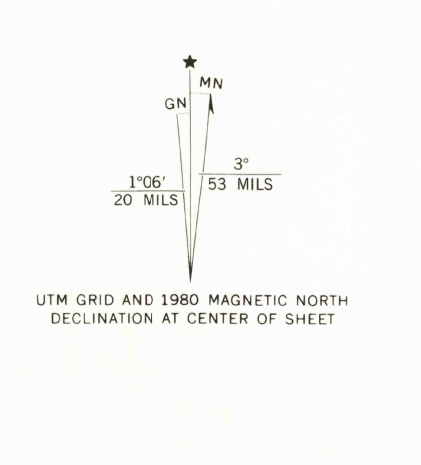 MN
GN
3°
53 MILS
1°06′
20 MILS
UTM GRID AND 1980 MAGNETIC NORTH
DECLINATION AT CENTER OF SHEET